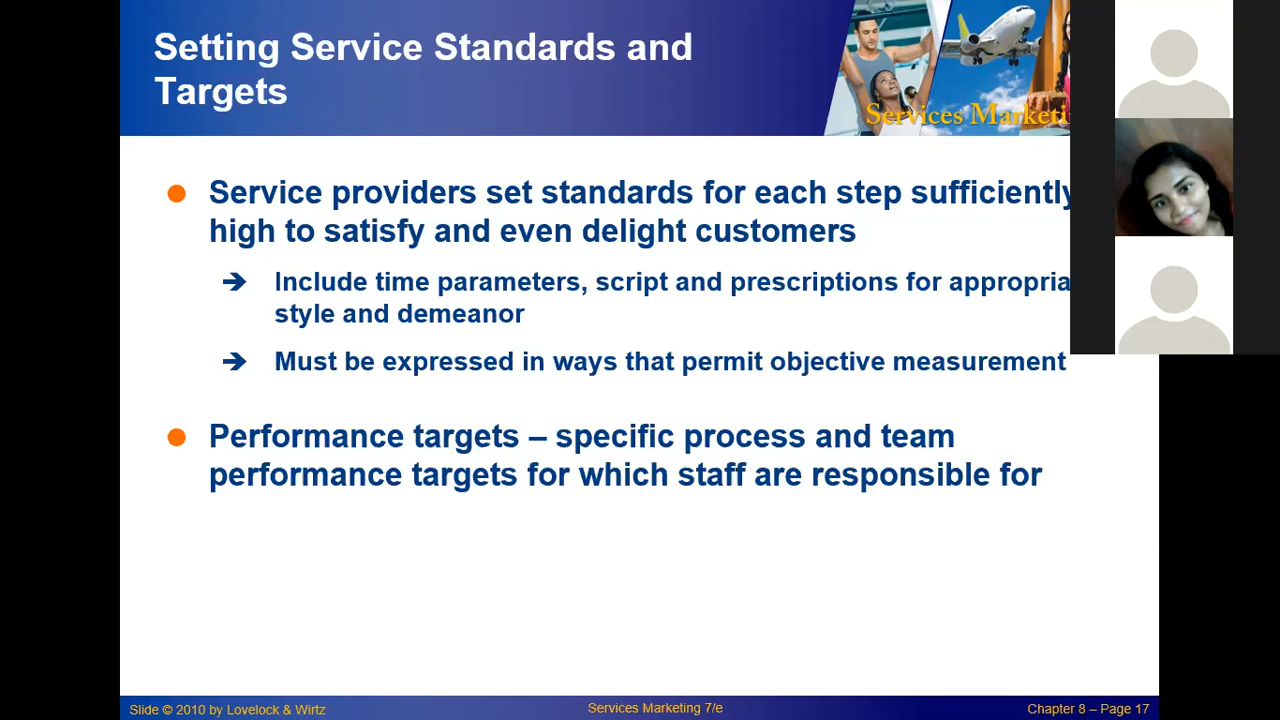 Setting Service Standards and
Targets
Services Marketi
Service providers set standards for each step sufficiently
high to satisfy and even delight customers
Include time parameters, script and prescriptions for appropria
style and demeanor
Must be expressed in ways that permit objective measurement
Performance targets – specific process and team
performance targets for which staff are responsible for
Slide © 2010 by Lovelock & Wirtz
Services Marketing 7/e
Chapter 8 – Page 17